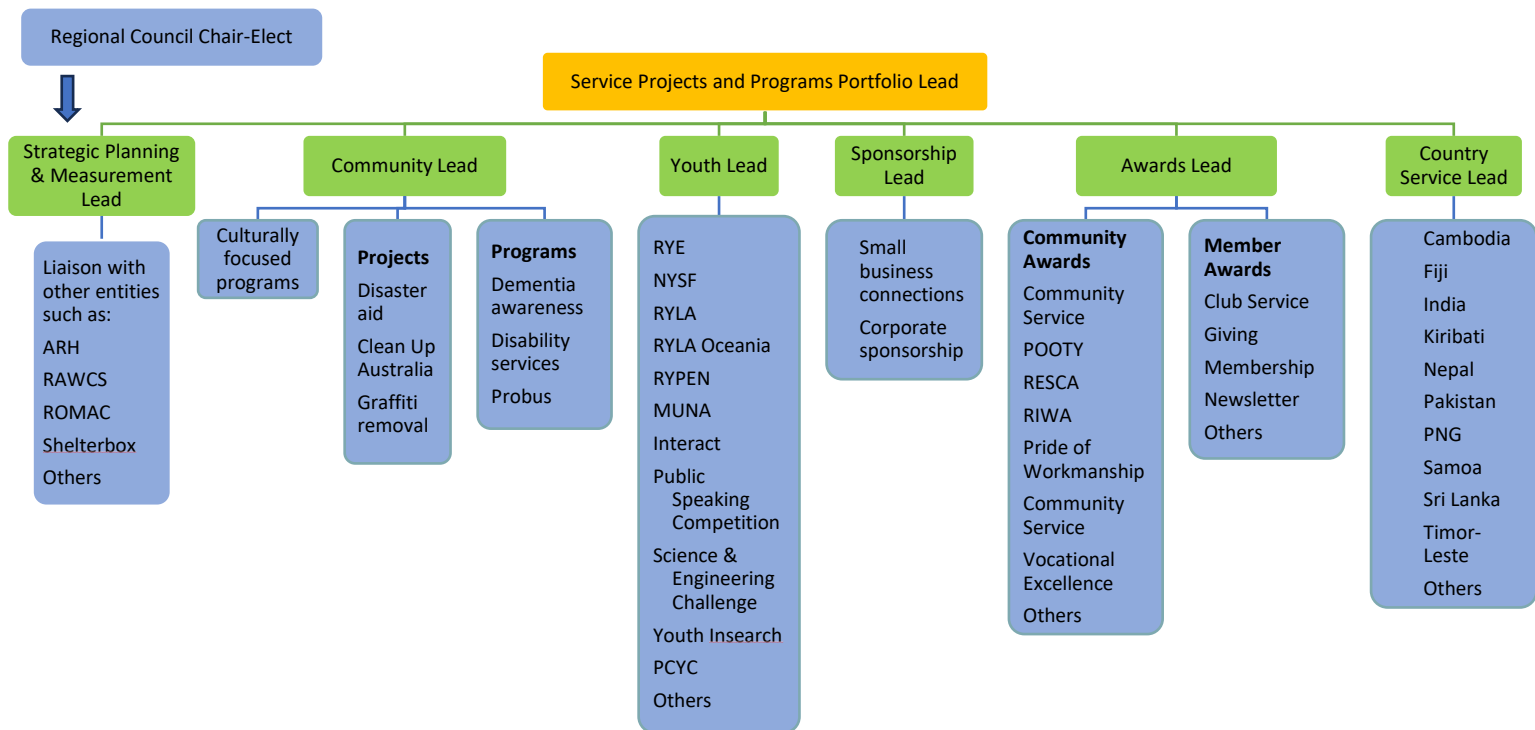 Regional Council Chair-Elect
Service Projects and Programs Portfolio Lead
Strategic Planning
& Measurement
Lead
Community Lead
Youth Lead
Sponsorship
Lead
Awards Lead
Country
Service Lead
Liaison with
other entities
such as:
ARH
RAWCS
ROMAC
Shelterbox
Others
Culturally
focused
programs
Projects
Disaster
aid
Clean Up
Australia
Graffiti
removal
Programs
Dementia
awareness
Disability
services
Probus
RYE
NYSF
RYLA
RYLA Oceania
RYPEN
MUNA
Interact
Public
Speaking
Competition
Science &
Engineering
Challenge
Youth Insearch
PCYC
Others
Small
business
connections
Corporate
sponsorship
Community
Awards
Community
Service
POOTY
RESCA
RIWA
Pride of
Workmanship
Community
Service
Vocational
Excellence
Others
Member
Awards
Club Service
Giving
Membership
Newsletter
Others
Cambodia
Fiji
India
Kiribati
Nepal
Pakistan
PNG
Samoa
Sri Lanka
Timor-
Leste
Others